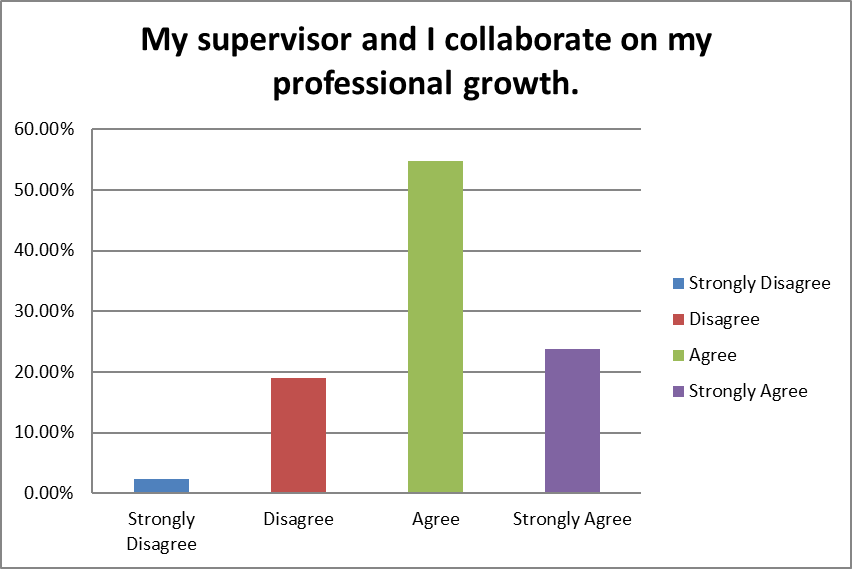 My supervisor and I collaborate on my
professional growth.
60.00%
50.00%
40.00%
30.00%
20.00%
10.00%
0.00%
Strongly
Disagree
Disagree
Agree
Strongly Agree
Strongly Disagree
Disagree
Agree
Strongly Agree